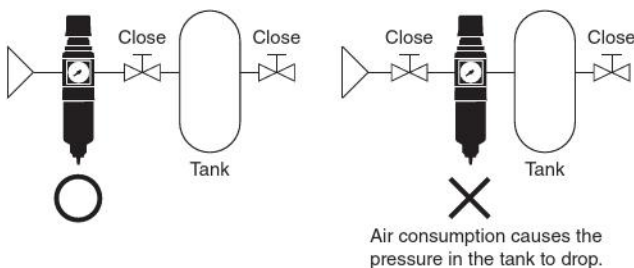 Close
Close
Tank
Close
Close
Tank
Air consumption causes the
pressure in the tank to drop.